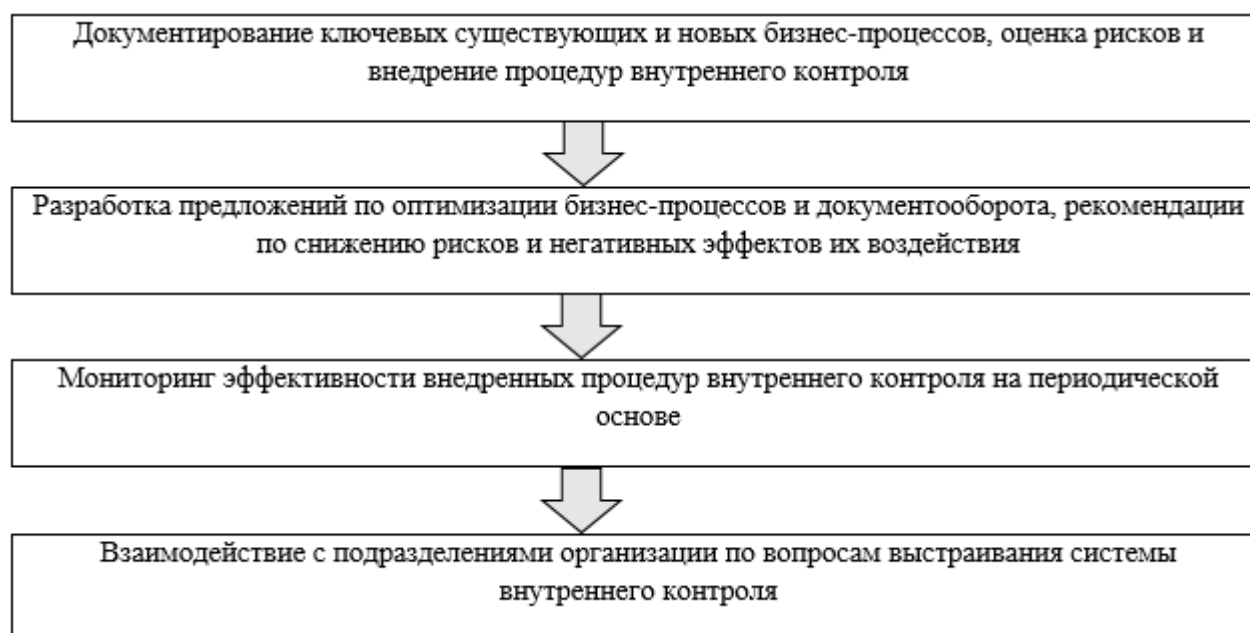 Документирование ключевых существующих и новых бизнес-процессов, оценка рисков и
внедрение процедур внутреннего контроля
Разработка предложений по оптимизации бизнес-процессов и документооборота, рекомендации
по снижению рисков и негативных эффектов их воздействия
Мониторинг эффективности внедренных процедур внутреннего контроля на периодической
основе
Взаимодействие с подразделениями организации по вопросам выстраивания системы
внутреннего контроля